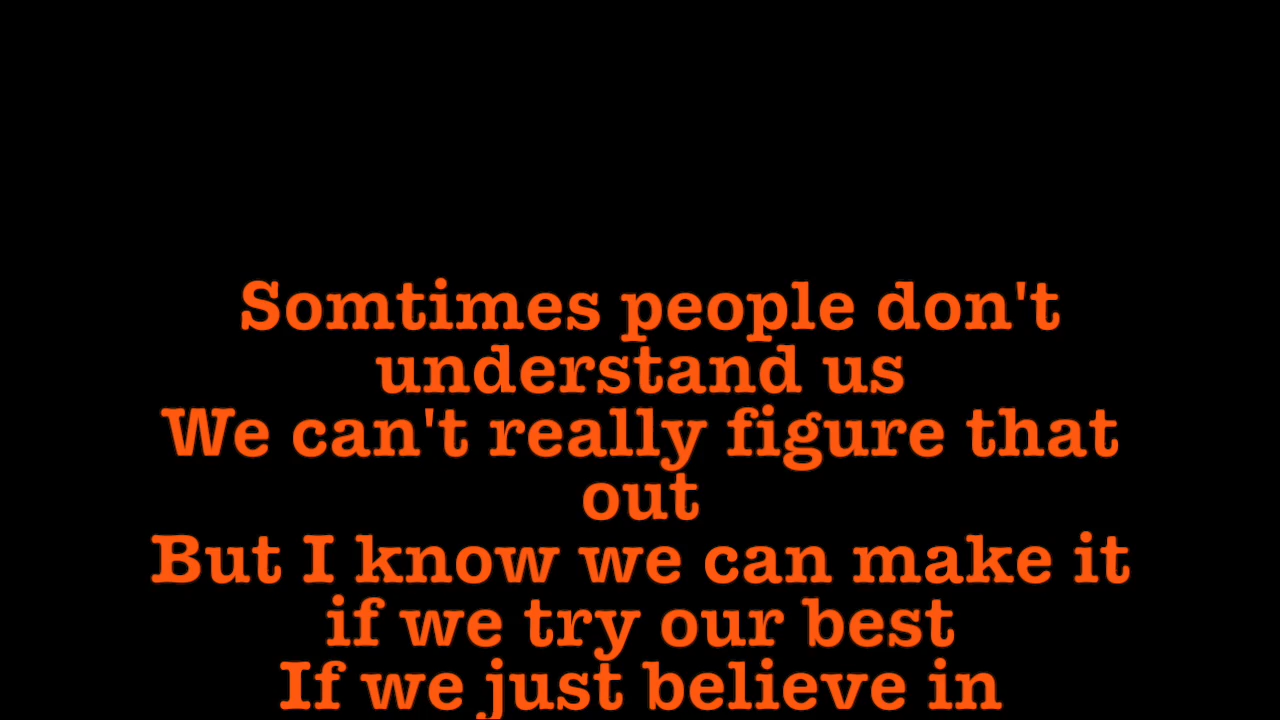 Somtimes people don't
understand us
We can't really figure that
out
But I know we can make it
if we try our best
If we just believe in